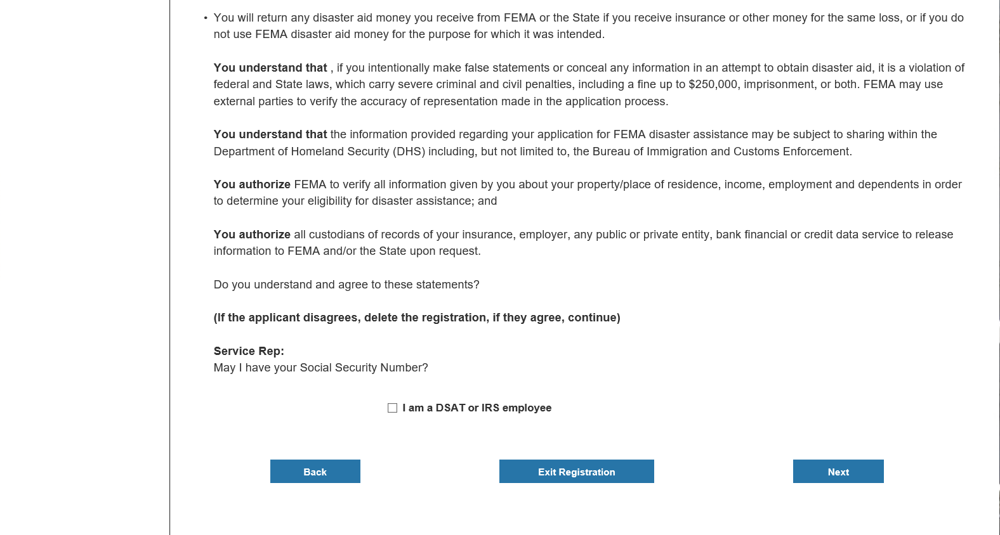 • You will return any disaster aid money you receive from FEMA or the State if you receive insurance or other money for the same loss, or if you do
not use FEMA disaster aid money for the purpose for which it was intended.
You understand that , if you intentionally make false statements or conceal any information in an attempt to obtain disaster aid, it is a violation of
federal and State laws, which carry severe criminal and civil penalties, including a fine up to $250,000, imprisonment, or both. FEMA may use
external parties to verify the accuracy of representation made in the application process.
You understand that the information provided regarding your application for FEMA disaster assistance may be subject to sharing within the
Department of Homeland Security (DHS) including, but not limited to, the Bureau of Immigration and Customs Enforcement.
You authorize FEMA to verify all information given by you about your property/place of residence, income, employment and dependents in order
to determine your eligibility for disaster assistance; and
You authorize all custodians of records of your insurance, employer, any public or private entity, bank financial or credit data service to release
information to FEMA and/or the State upon request.
Do you understand and agree to these statements?
(If the applicant disagrees, delete the registration, if they agree, continue)
Service Rep:
May I have your Social Security Number?
I am a DSAT or IRS employee
Back
Exit Registration
Next